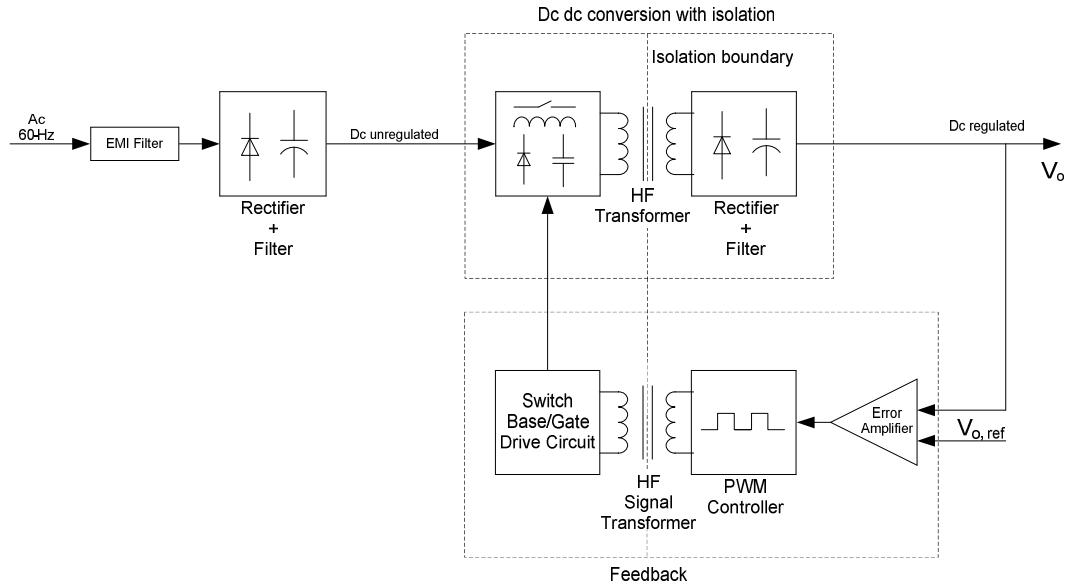 Dc dc conversion with isolation
Isolation boundary
Ac
60-Hz
EMI Filter
Dc unregulated
Dc regulated
Vo
Rectifier
+
Filter
HF
Transformer
Rectifier
+
Filter
Switch
Base/Gate
Drive Circuit
Error
Amplifier
Vo, ref
HF
Signal
Transformer
PWM
Controller
Feedback